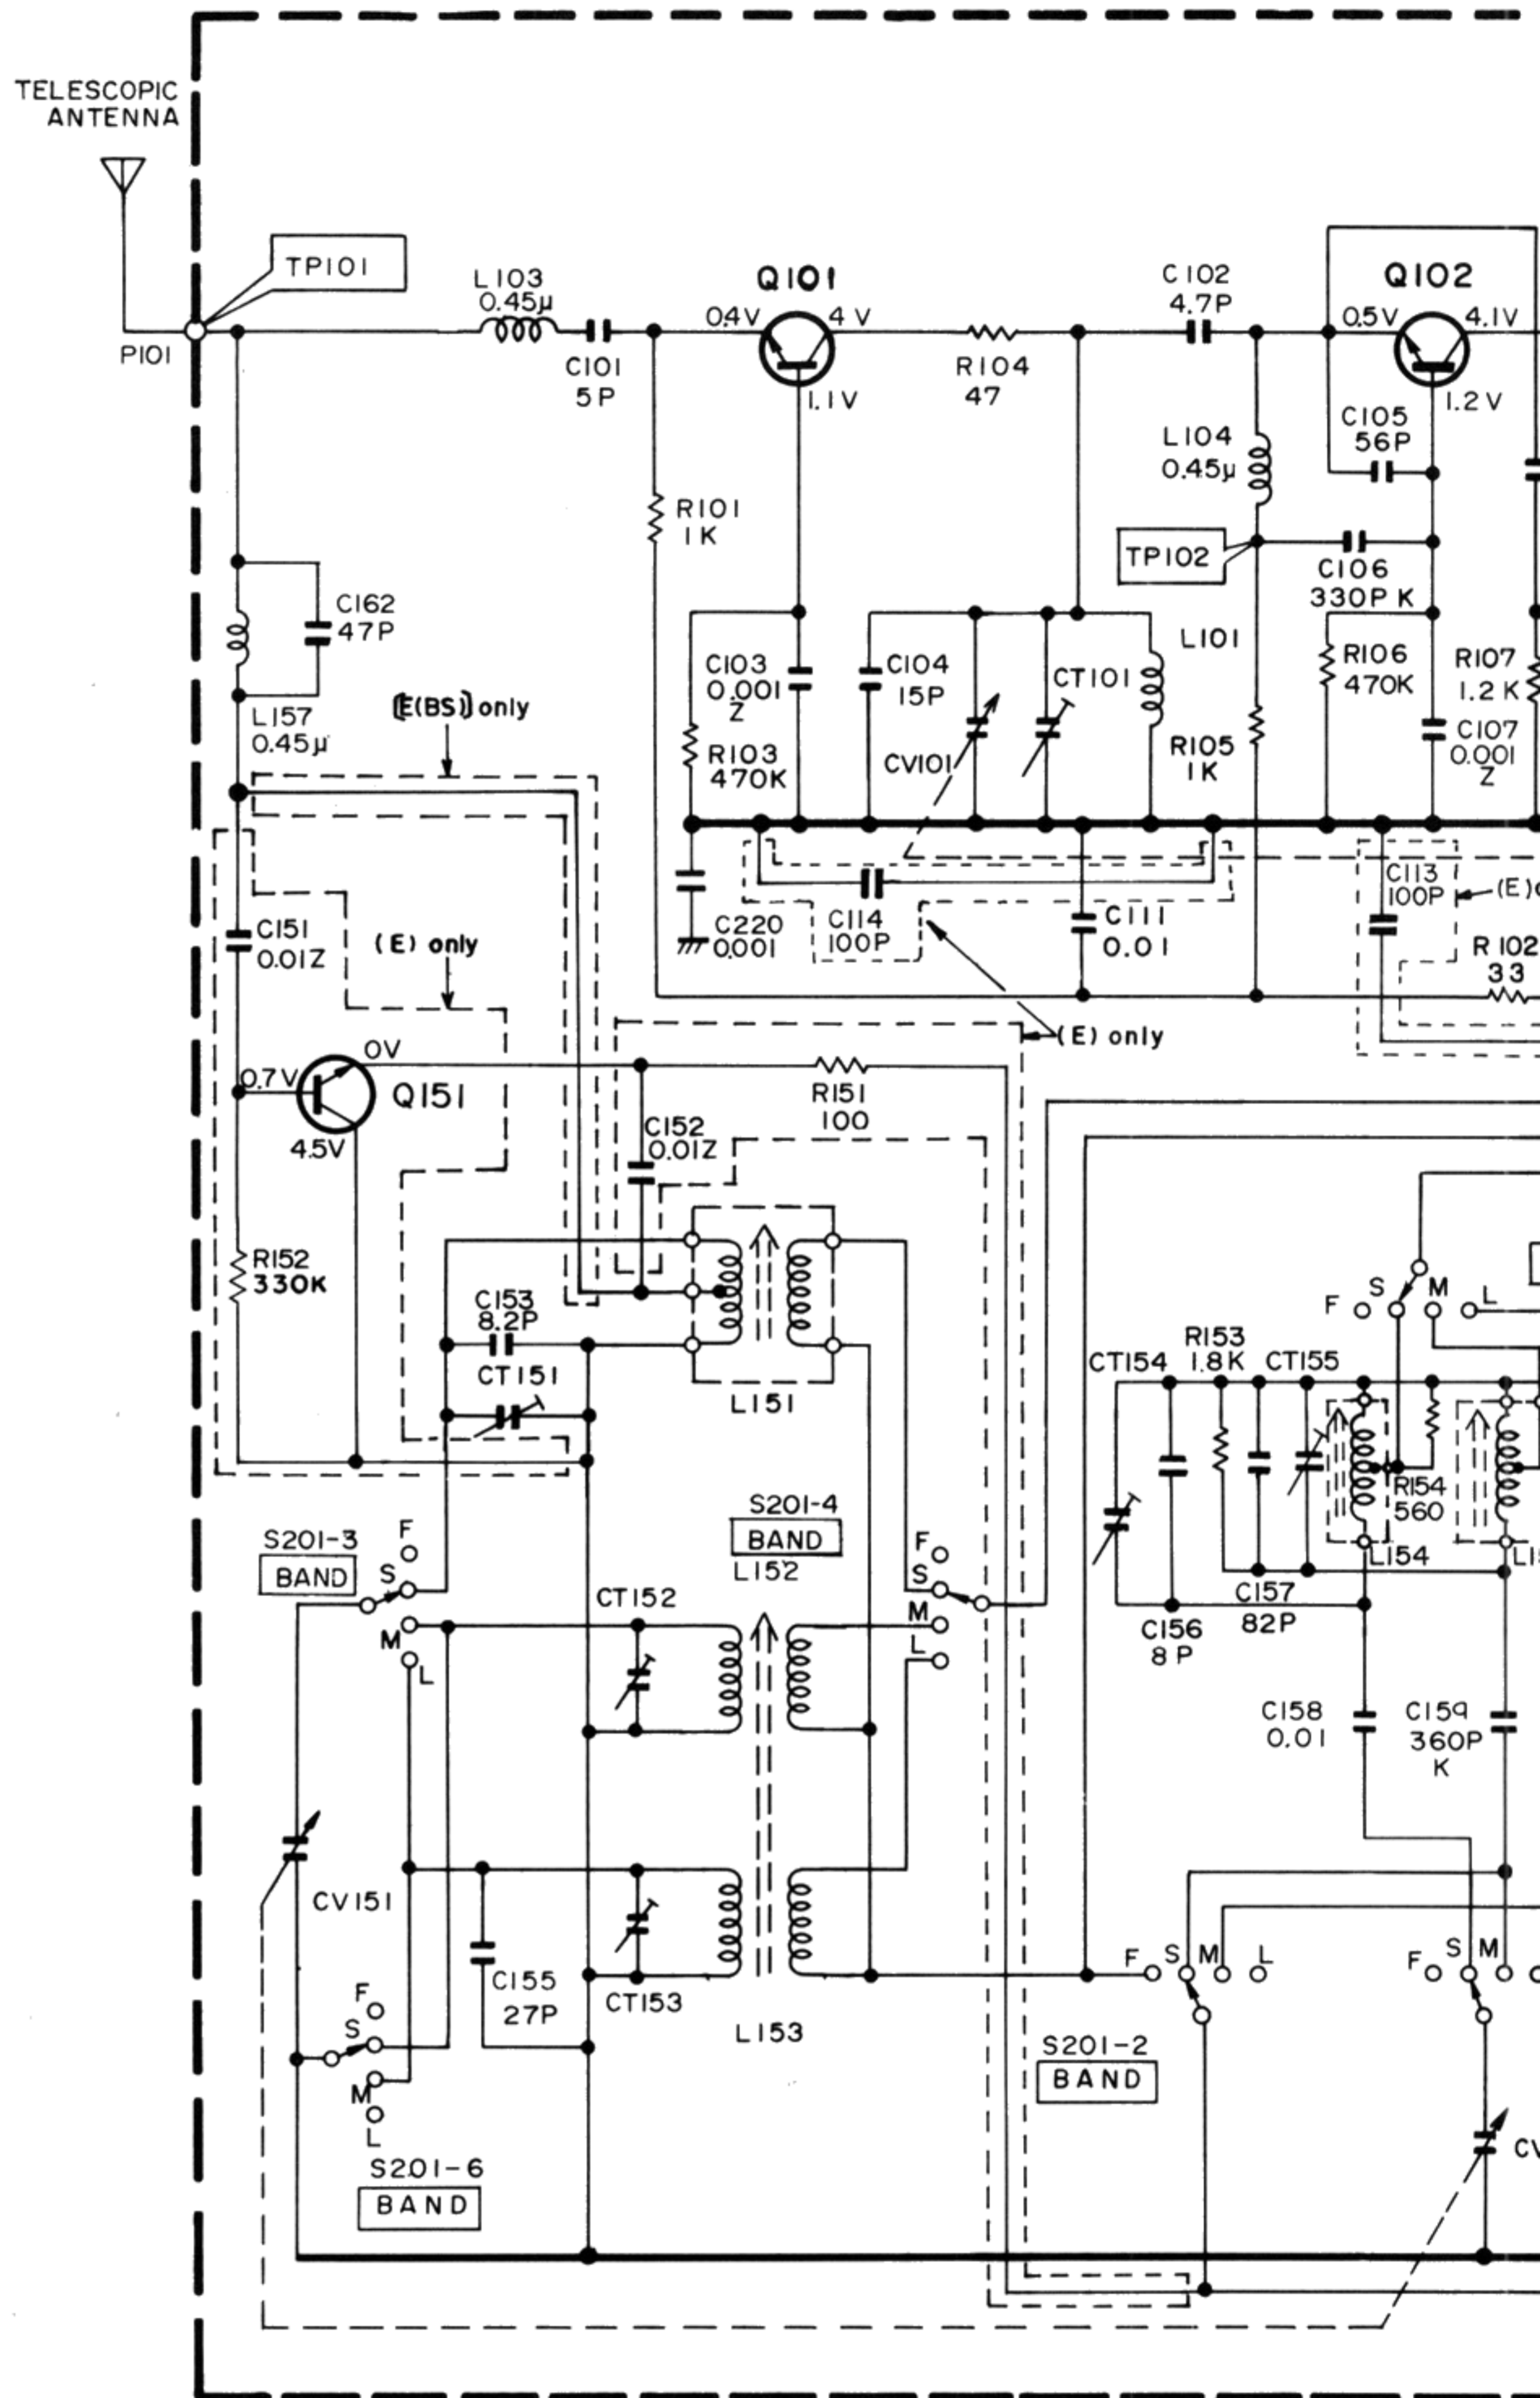 TELESCOPIC
ANTENNA
TP101
P101
L103
0.45µ
C101
5P
Q101
0.4V
4V
1.1V
R104
47
C102
4.7P
Q102
0.5V
4.1V
1.2V
C105
56P
L104
0.45µ
R101
1K
TP102
C106
330P K
C162
47P
L157
0.45µ
[E(BS)] only
C103
0.001
Z
R103
470K
C104
15P
CV101
CT101
L101
R105
1K
R106
470K
R107
1.2K
C107
0.001
Z
C151
0.01Z
(E) only
C220
0.001
C114
100P
C111
0.01
C113
100P
(E)
R102
33
(E) only
0V
0.7V
Q151
4.5V
R151
100
C152
0.01Z
R152
330K
C153
8.2P
CT151
L151
F
S
M
L
R153
1.8K
CT154
CT155
R154
560
L154
C157
82P
C156
8P
S201-3
BAND
F
S
M
L
S201-4
BAND
L152
F
S
M
L
CT152
C158
0.01
C159
360P
K
CV151
C155
27P
CT153
L153
F
S
M
L
S201-6
BAND
F
S
M
L
S201-2
BAND
F
S
M